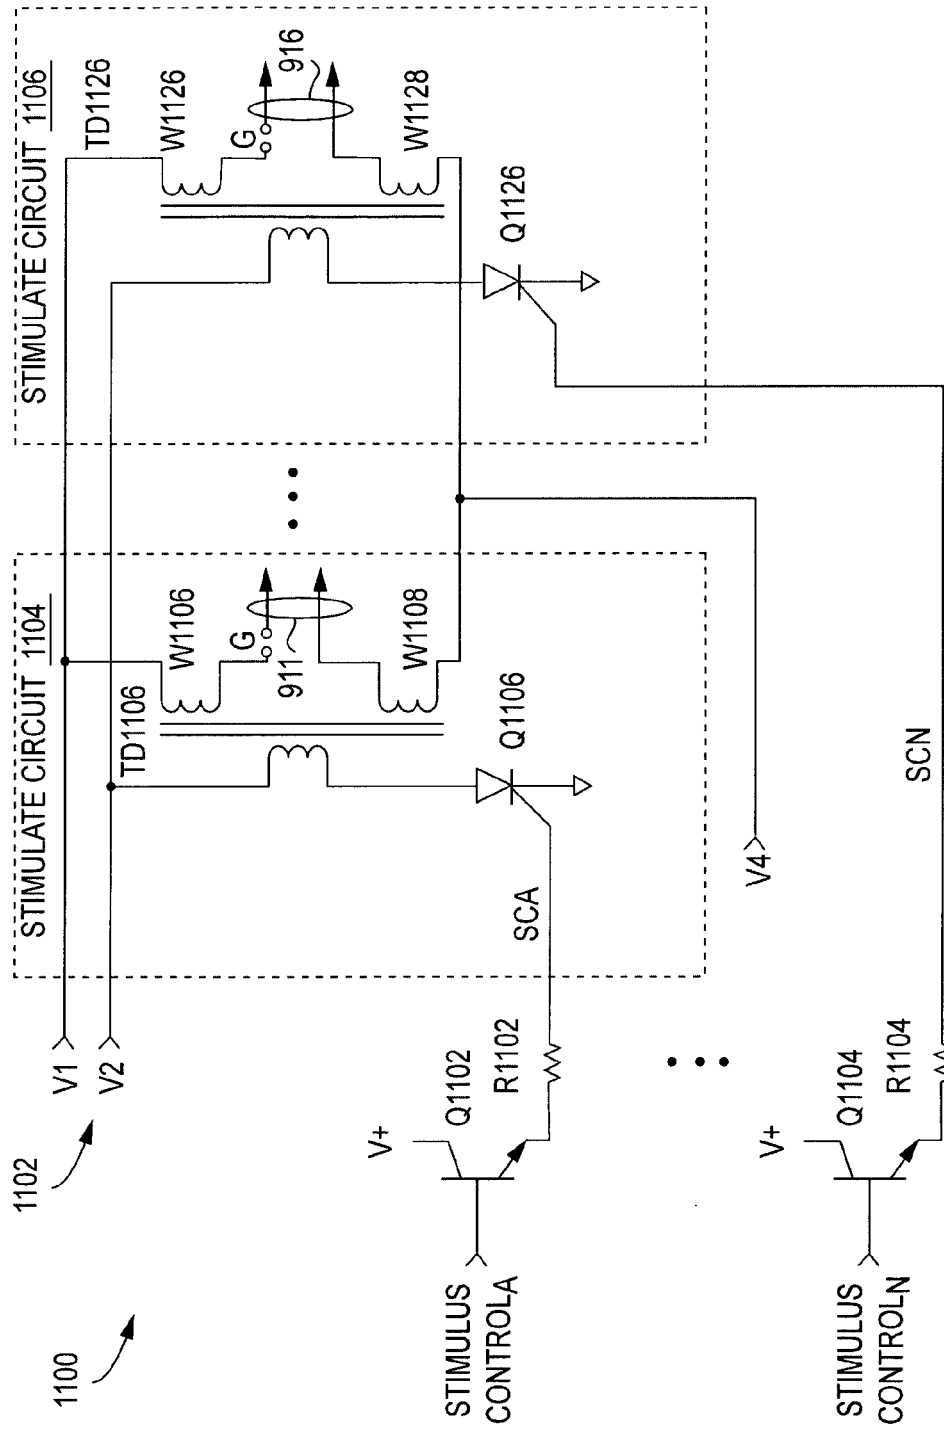 STIMULATE CIRCUIT 1104
STIMULATE CIRCUIT 1106
1100
1102
V1
V2
TD1106
W1106
G
911
W1108
Q1106
TD1126
W1126
G
916
W1128
Q1126
V4
SCA
SCN
V+
Q1102
R1102
STIMULUS
CONTROLA
V+
Q1104
R1104
STIMULUS
CONTROLN